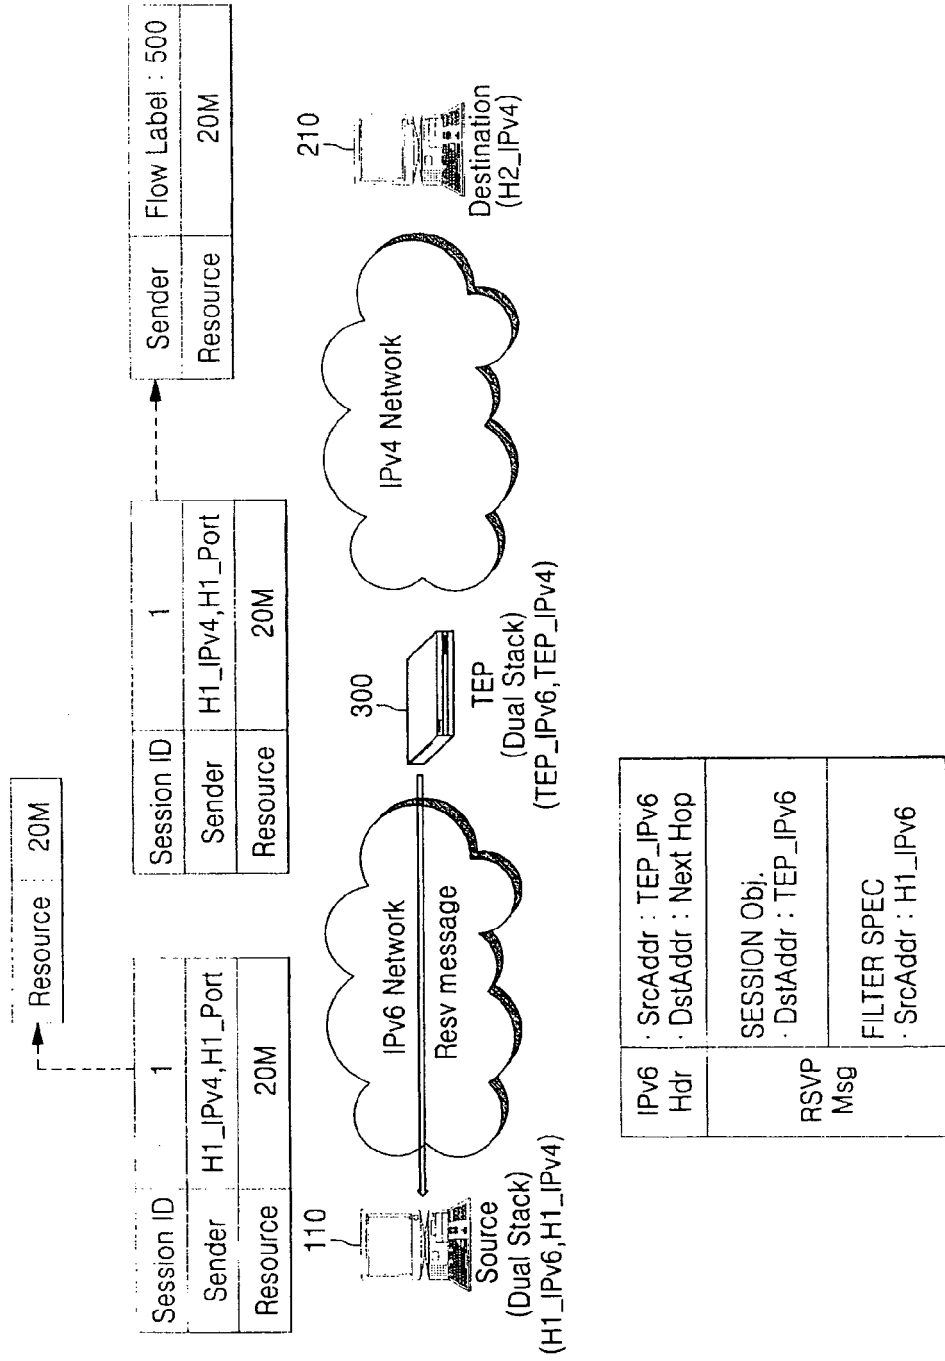 Resource : 20M
Session ID 1
Sender H1_IPv4,H1_Port
Resource 20M
Session ID 1
Sender H1_IPv4,H1_Port
Resource 20M
Sender Flow Label : 500
Resource 20M
110
300
210
IPv6 Network
Resv message
IPv4 Network
Source
(Dual Stack)
(H1_IPv6,H1_IPv4)
TEP
(Dual Stack)
(TEP_IPv6,TEP_IPv4)
Destination
(H2_IPv4)
IPv6
Hdr
· SrcAddr : TEP_IPv6
· DstAddr : Next Hop
RSVP
Msg
SESSION Obj.
· DstAddr : TEP_IPv6
FILTER SPEC
· SrcAddr : H1_IPv6